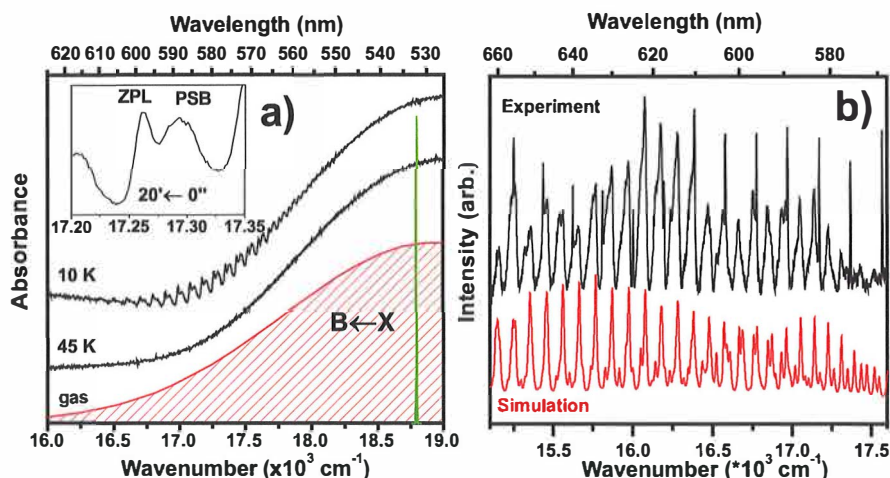 Wavelength (nm)
620 610 600 590 580 570 560 550 540 530
ZPL PSB
a)
20'← 0"
17.20 17.25 17.30 17.35
10 K
45 K
gas
B←X
Absorbance
16.0 16.5 17.0 17.5 18.0 18.5 19.0
Wavenumber (x10³ cm⁻¹)
Wavelength (nm)
660 640 620 600 580
Experiment
b)
Simulation
Intensity (arb.)
15.5 16.0 16.5 17.0 17.5
Wavenumber (*10³ cm⁻¹)